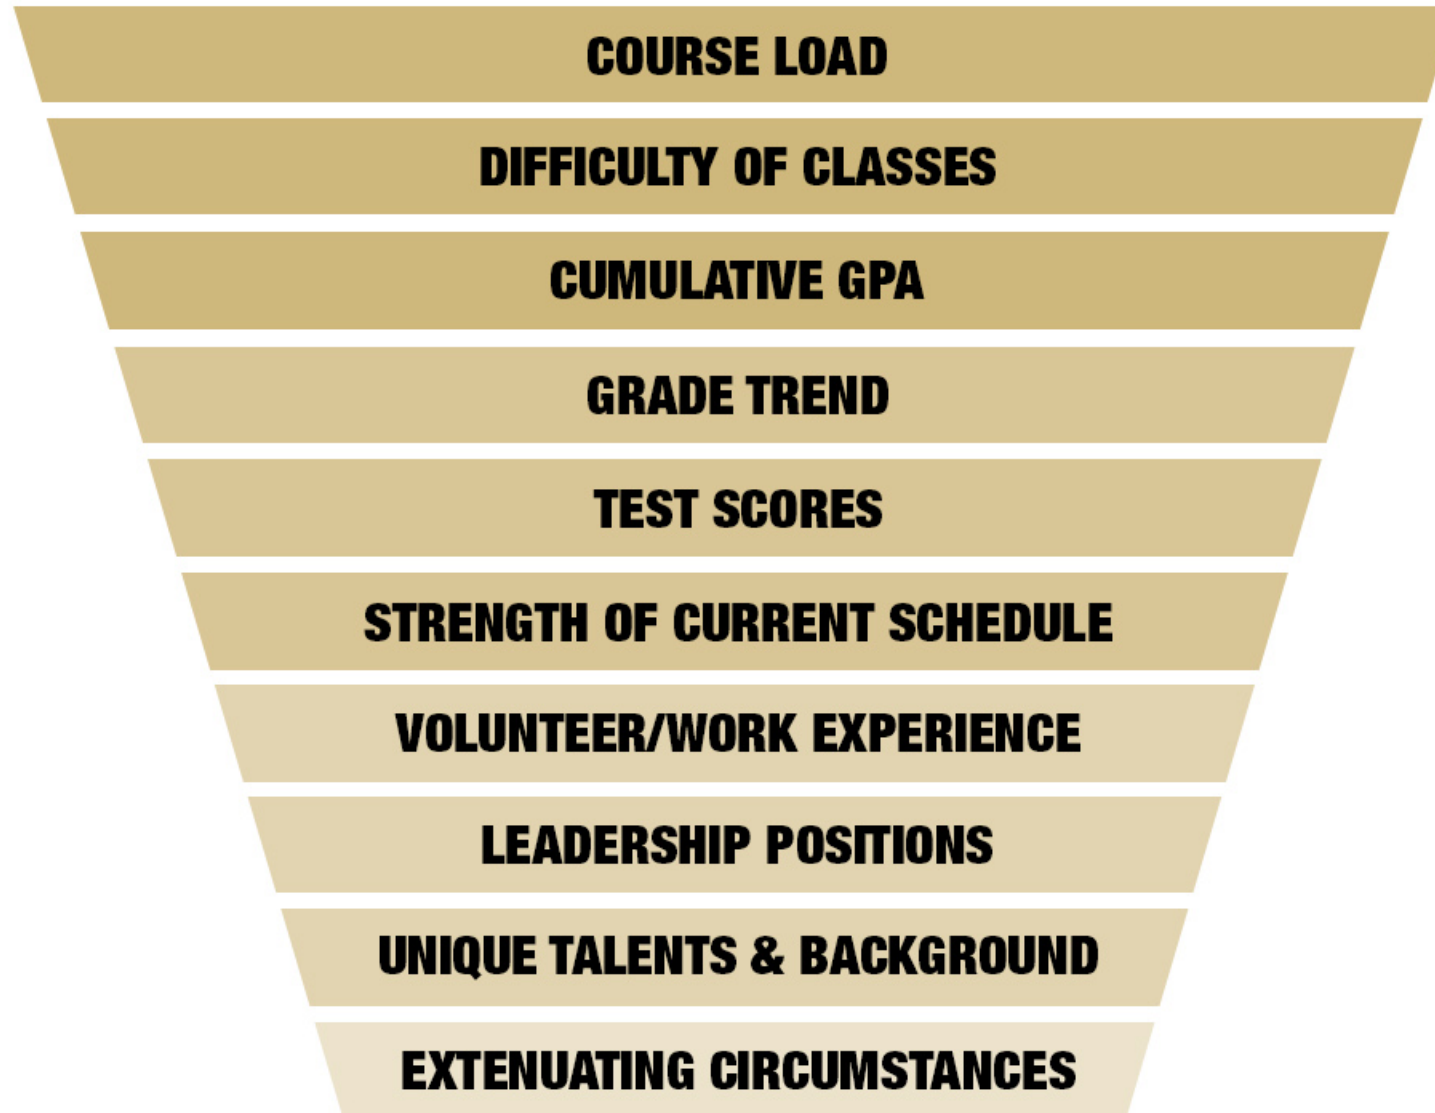 COURSE LOAD
DIFFICULTY OF CLASSES
CUMULATIVE GPA
GRADE TREND
TEST SCORES
STRENGTH OF CURRENT SCHEDULE
VOLUNTEER/WORK EXPERIENCE
LEADERSHIP POSITIONS
UNIQUE TALENTS & BACKGROUND
EXTENUATING CIRCUMSTANCES